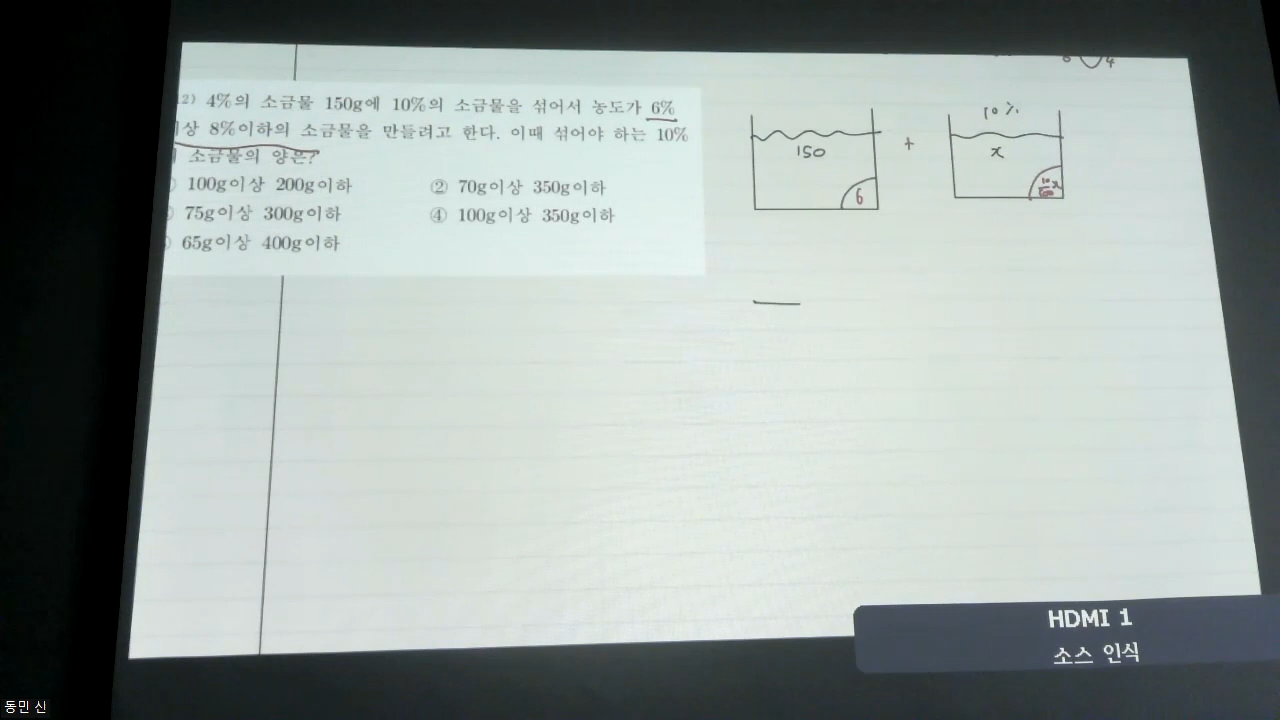 12) 4%의 소금물 150g에 10%의 소금물을 섞어서 농도가 6%
이상 8%이하의 소금물을 만들려고 한다. 이때 섞어야 하는 10%
소금물의 양은?
100g이상 200g이하 ② 70g이상 350g이하
75g이상 300g이하 ④ 100g이상 350g이하
65g이상 400g이하
4
10%
150 + x
6 10/100 x
HDMI 1
소스 인식
동민 신